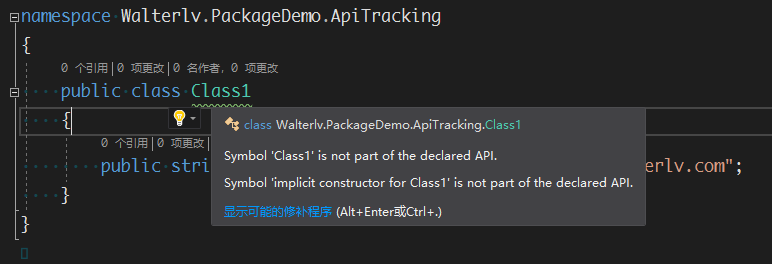 namespace Walterlv.PackageDemo.ApiTracking
{
0 个引用 | 0 项更改 | 0 名作者，0 项更改
public class Class1
{
class Walterlv.PackageDemo.ApiTracking.Class1
0 个引用 | 0 项更改 |
Symbol 'Class1' is not part of the declared API.
public stri erlv.com";
Symbol 'implicit constructor for Class1' is not part of the declared API.
}
显示可能的修补程序 (Alt+Enter或Ctrl+.)
}